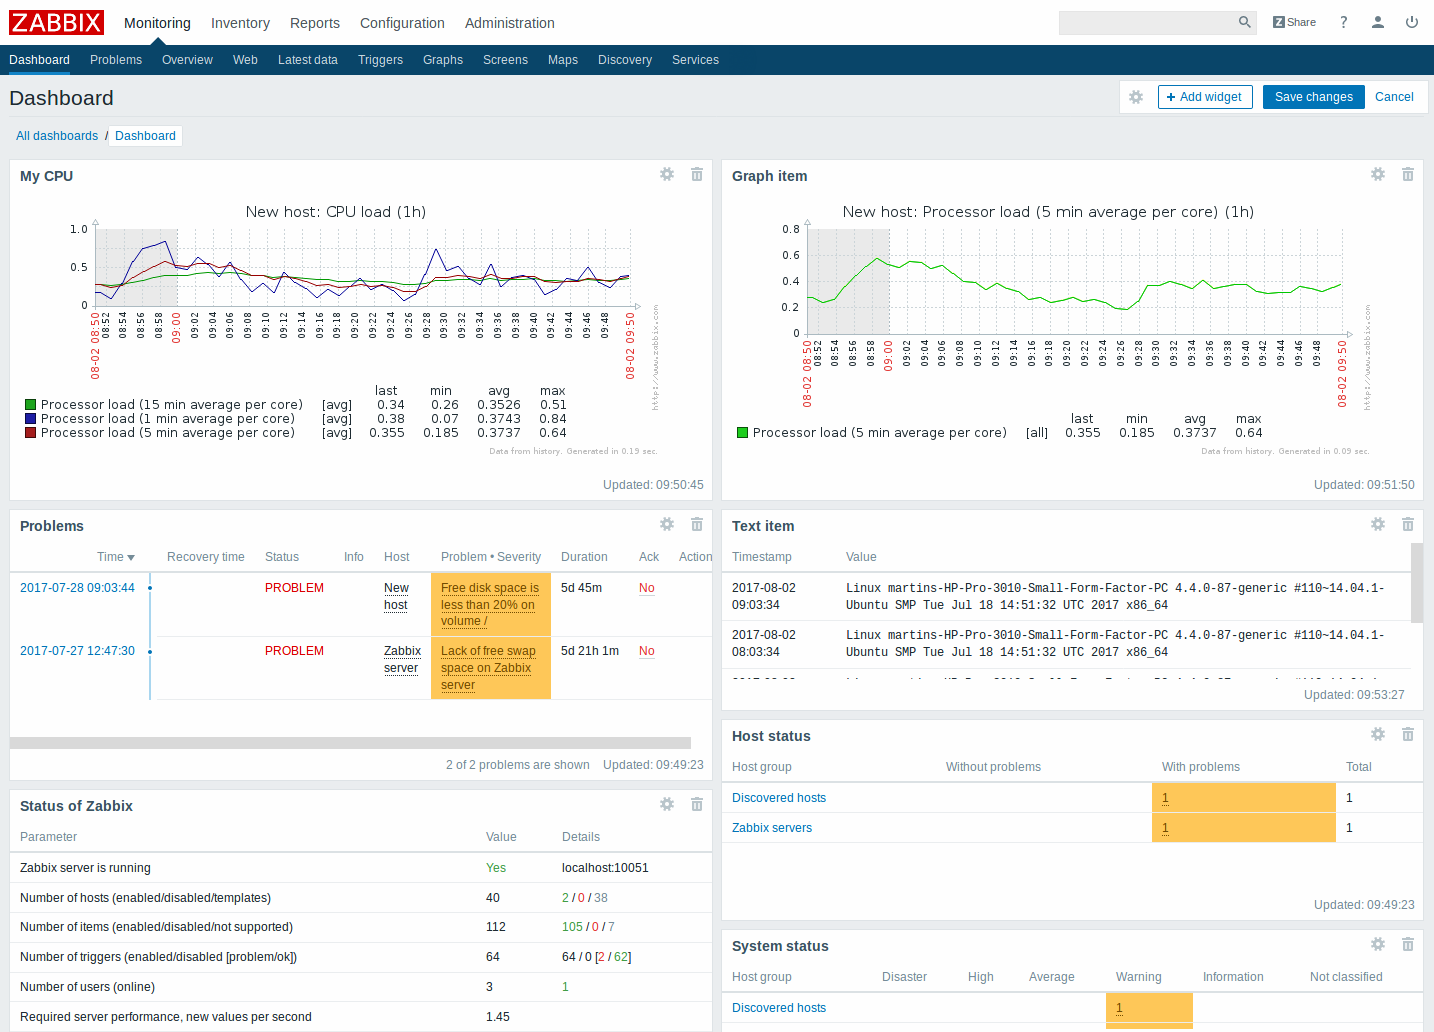 ZABBIX Monitoring Inventory Reports Configuration Administration Z Share ?
Dashboard Problems Overview Web Latest data Triggers Graphs Screens Maps Discovery Services
Dashboard
+ Add widget Save changes Cancel
All dashboards / Dashboard
My CPU
New host: CPU load (1h)
1.0
0.5
0
08-02 08:50 08:52 08:54 08:56 08:58 09:00 09:02 09:04 09:06 09:08 09:10 09:12 09:14 09:16 09:18 09:20 09:22 09:24 09:26 09:28 09:30 09:32 09:34 09:36 09:38 09:40 09:42 09:44 09:46 09:48 08-02 09:50
http://www.zabbix.com
last min avg max
Processor load (15 min average per core) [avg] 0.34 0.26 0.3526 0.51
Processor load (1 min average per core) [avg] 0.38 0.07 0.3743 0.84
Processor load (5 min average per core) [avg] 0.355 0.185 0.3737 0.64
Data from history. Generated in 0.19 sec.
Updated: 09:50:45
Graph item
New host: Processor load (5 min average per core) (1h)
0.8
0.6
0.4
0.2
0
08-02 08:50 08:52 08:54 08:56 08:58 09:00 09:02 09:04 09:06 09:08 09:10 09:12 09:14 09:16 09:18 09:20 09:22 09:24 09:26 09:28 09:30 09:32 09:34 09:36 09:38 09:40 09:42 09:44 09:46 09:48 08-02 09:50
http://www.zabbix.com
last min avg max
Processor load (5 min average per core) [all] 0.355 0.185 0.3737 0.64
Data from history. Generated in 0.09 sec.
Updated: 09:51:50
Problems
Time Recovery time Status Info Host Problem • Severity Duration Ack Action
2017-07-28 09:03:44 PROBLEM New Free disk space is 5d 45m No
host less than 20% on
volume /
2017-07-27 12:47:30 PROBLEM Zabbix Lack of free swap 5d 21h 1m No
server space on Zabbix
server
2 of 2 problems are shown Updated: 09:49:23
Text item
Timestamp Value
2017-08-02 Linux martins-HP-Pro-3010-Small-Form-Factor-PC 4.4.0-87-generic #110~14.04.1-
09:03:34 Ubuntu SMP Tue Jul 18 14:51:32 UTC 2017 x86_64
2017-08-02 Linux martins-HP-Pro-3010-Small-Form-Factor-PC 4.4.0-87-generic #110~14.04.1-
08:03:34 Ubuntu SMP Tue Jul 18 14:51:32 UTC 2017 x86_64
Updated: 09:53:27
Host status
Host group Without problems With problems Total
Discovered hosts 1 1
Zabbix servers 1 1
Updated: 09:49:23
Status of Zabbix
Parameter Value Details
Zabbix server is running Yes localhost:10051
Number of hosts (enabled/disabled/templates) 40 2 / 0 / 38
Number of items (enabled/disabled/not supported) 112 105 / 0 / 7
Number of triggers (enabled/disabled [problem/ok]) 64 64 / 0 [2 / 62]
Number of users (online) 3 1
Required server performance, new values per second 1.45
System status
Host group Disaster High Average Warning Information Not classified
Discovered hosts 1